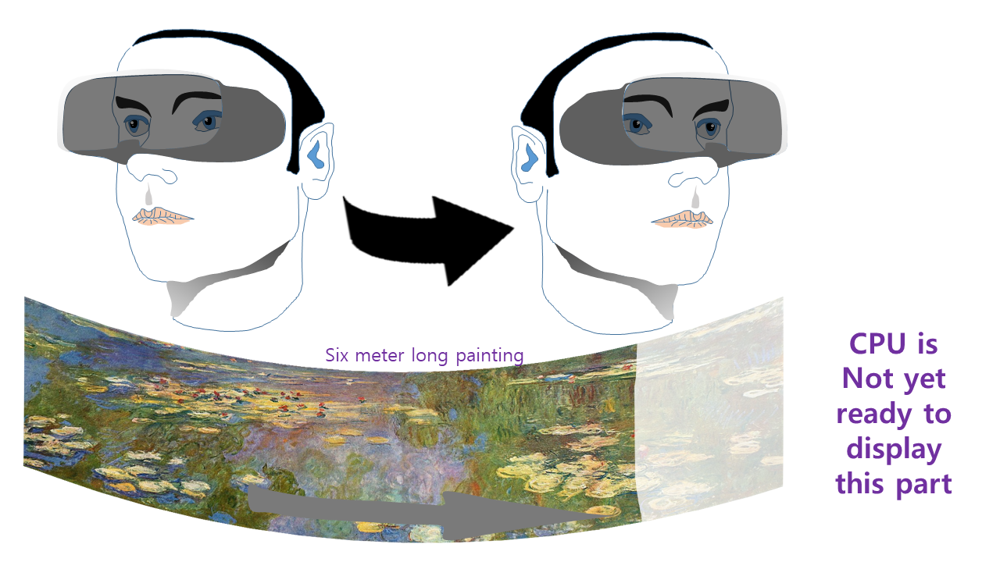 Six meter long painting
CPU is
Not yet
ready to
display
this part